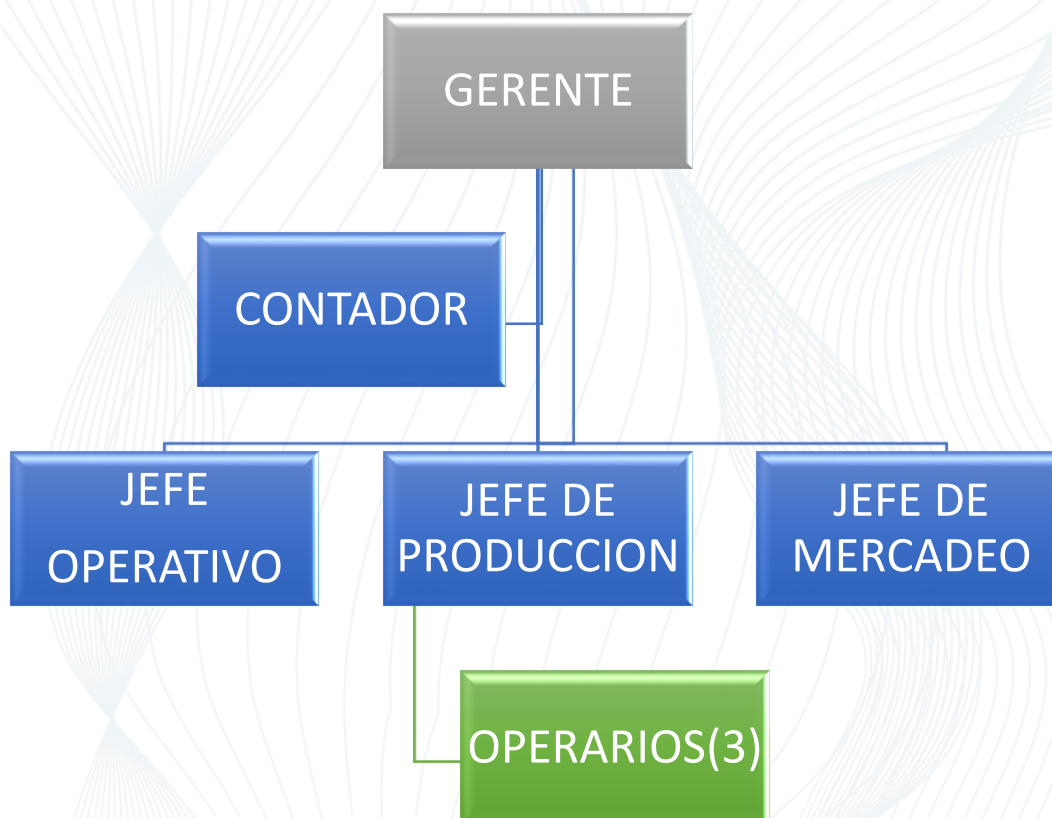 GERENTE
CONTADOR
JEFE
OPERATIVO
JEFE DE
PRODUCCION
JEFE DE
MERCADEO
OPERARIOS(3)